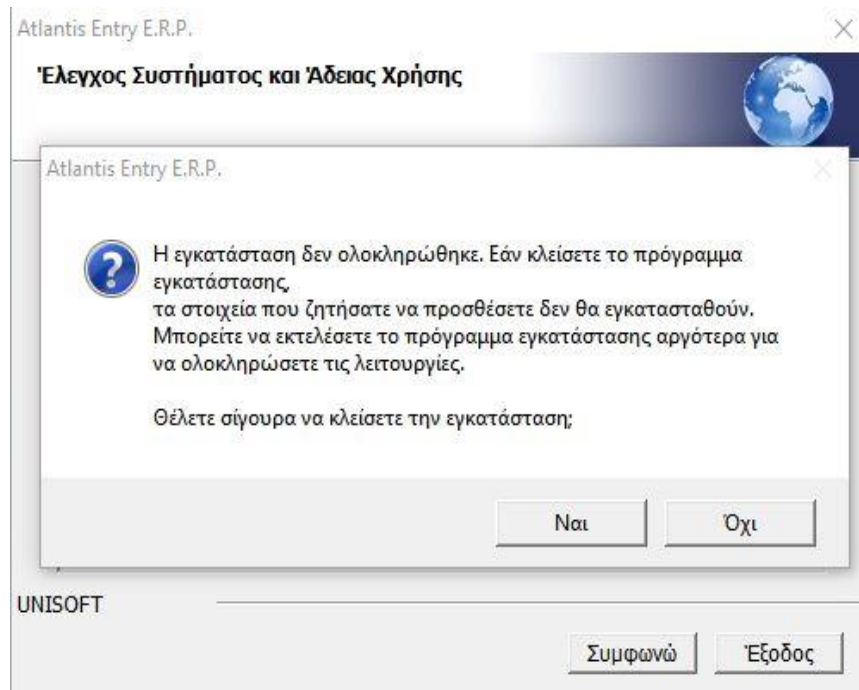 Atlantis Entry E.R.P.
Έλεγχος Συστήματος και Άδειας Χρήσης
Atlantis Entry E.R.P.
Η εγκατάσταση δεν ολοκληρώθηκε. Εάν κλείσετε το πρόγραμμα
εγκατάστασης,
τα στοιχεία που ζητήσατε να προσθέσετε δεν θα εγκατασταθούν.
Μπορείτε να εκτελέσετε το πρόγραμμα εγκατάστασης αργότερα για
να ολοκληρώσετε τις λειτουργίες.
Θέλετε σίγουρα να κλείσετε την εγκατάσταση;
Ναι Όχι
UNISOFT
Συμφωνώ Έξοδος